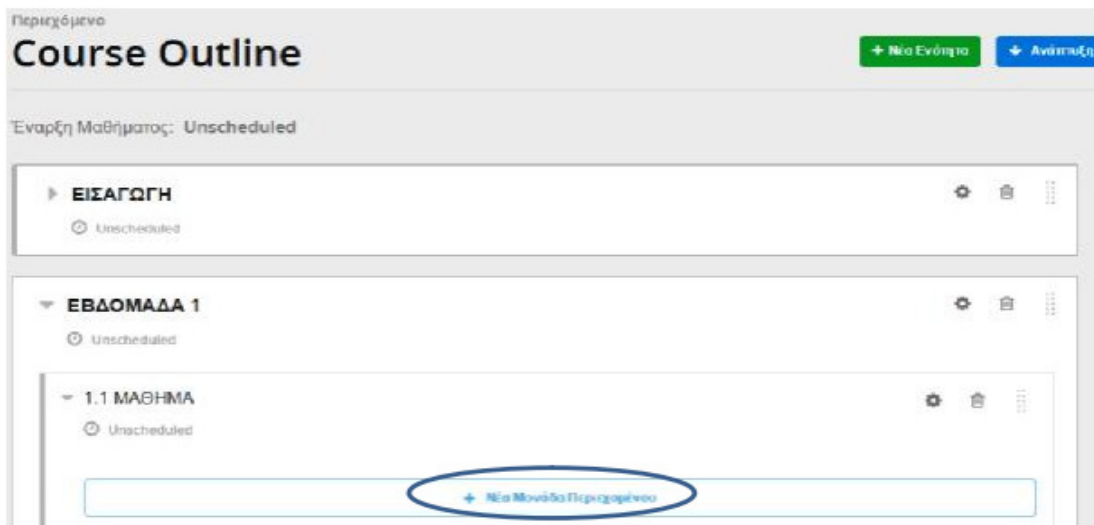 Περιεχόμενο
Course Outline
+ Νέα Ενότητα
Ανάπτυξη
Έναρξη Μαθήματος: Unscheduled
ΕΙΣΑΓΩΓΗ
Unscheduled
ΕΒΔΟΜΑΔΑ 1
Unscheduled
1.1 ΜΑΘΗΜΑ
Unscheduled
+ Νέα Μονάδα Περιεχομένου